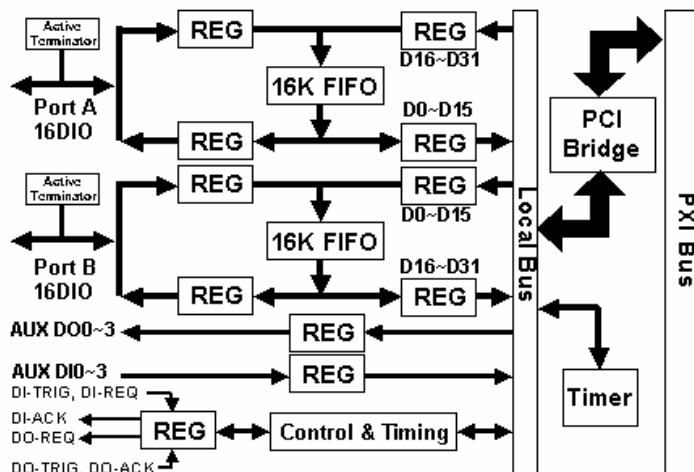 Active
Terminator
REG
REG
D16~D31
16K FIFO
Port A
16DIO
D0~D15
REG
REG
PCI
Bridge
Active
Terminator
REG
REG
D0~D15
16K FIFO
Port B
16DIO
D16~D31
REG
REG
Local Bus
PXI Bus
AUX DO0~3
REG
AUX DI0~3
REG
Timer
DI-TRIG, DI-REQ
DI-ACK
DO-REQ
REG
Control & Timing
DO-TRIG, DO-ACK